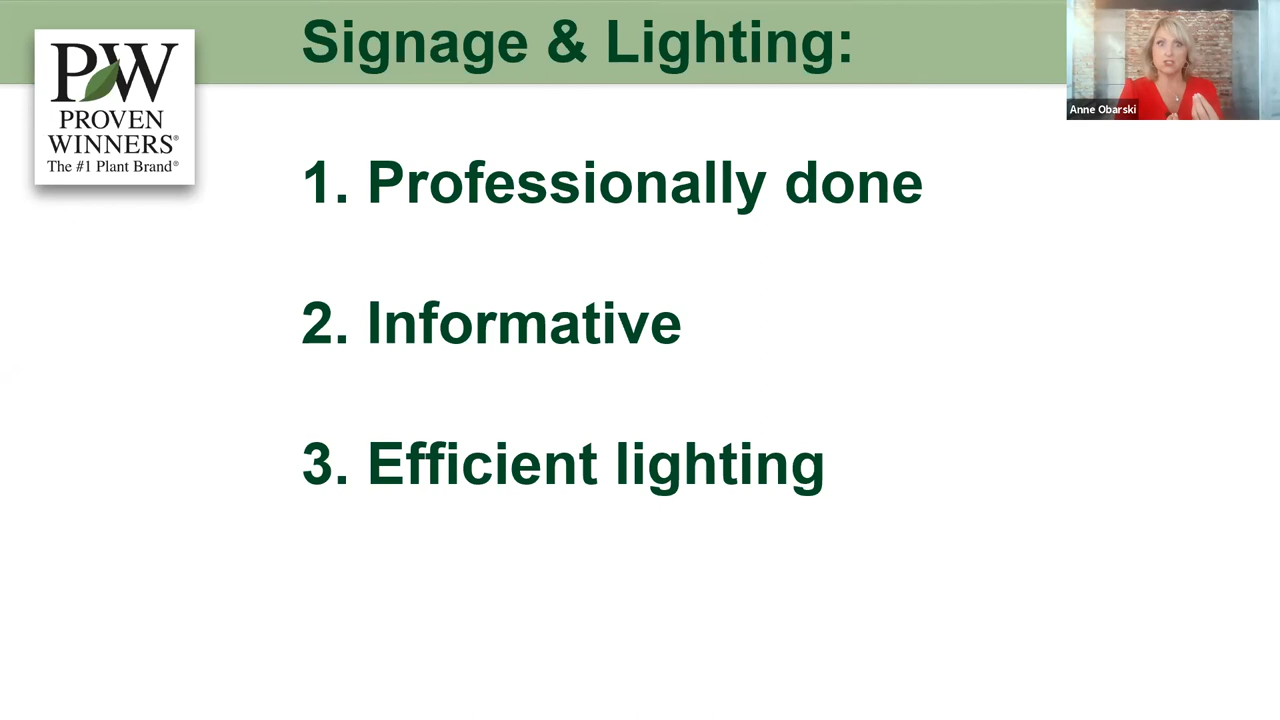 Signage & Lighting:
PW
PROVEN
WINNERS®
The #1 Plant Brand®
Anne Obarski
1. Professionally done
2. Informative
3. Efficient lighting